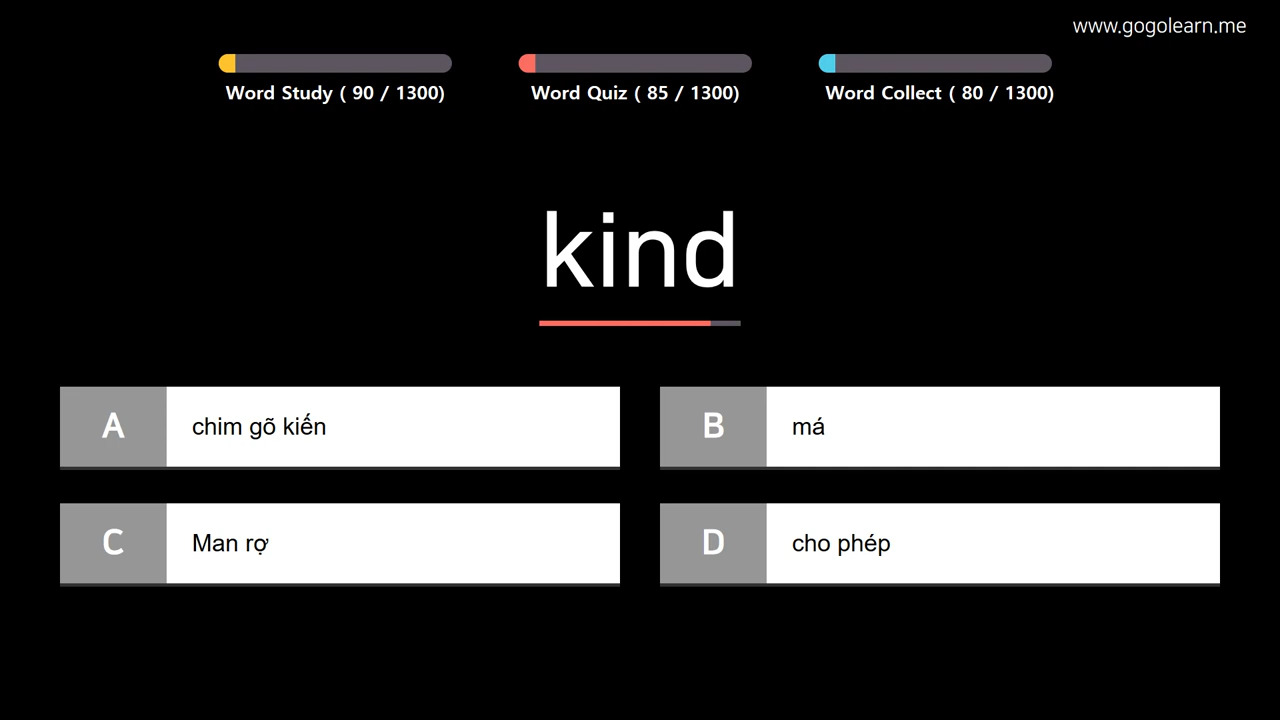 www.gogolearn.me
Word Study ( 90 / 1300)
Word Quiz ( 85 / 1300)
Word Collect ( 80 / 1300)
kind
A chim gõ kiến
B má
C Man rợ
D cho phép